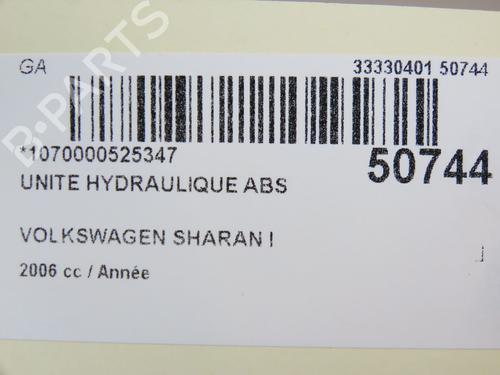 GA 33330401 50744
B-PARTS
*1070000525347
50744
UNITE HYDRAULIQUE ABS
VOLKSWAGEN SHARAN I
2006 cc / Année